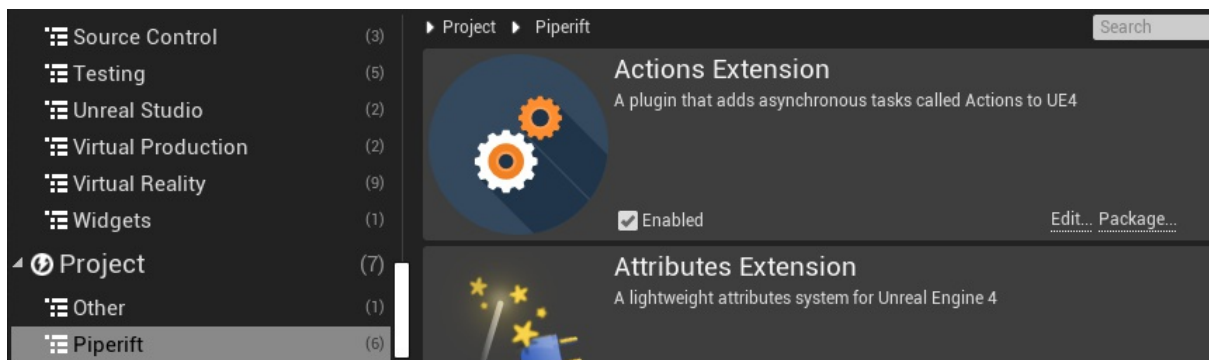 Source Control (3)
Testing (5)
Unreal Studio (2)
Virtual Production (2)
Virtual Reality (9)
Widgets (1)
Project (7)
Other (1)
Piperift (6)
Project Piperift
Search
Actions Extension
A plugin that adds asynchronous tasks called Actions to UE4
Enabled
Edit... Package...
Attributes Extension
A lightweight attributes system for Unreal Engine 4